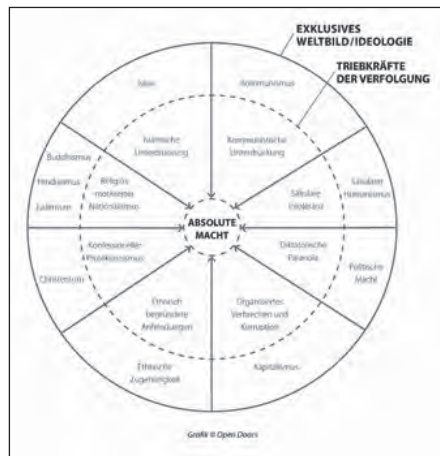 EXKLUSIVES
WELTBILD/IDEOLOGIE
TRIEBKRÄFTE
DER VERFOLGUNG
Islam
Kommunismus
Islamische
Unterdrückung
Kommunistische
Unterdrückung
Buddhismus
Hinduismus
Judentum
Religiös
motivierter
Nationalismus
Säkulare
Intoleranz
Säkularer
Humanismus
ABSOLUTE
MACHT
Christentum
Konfessioneller
Protektionismus
Diktatorische
Paranoia
Politische
Macht
Ethnisch
begründete
Anfeindungen
Organisiertes
Verbrechen und
Korruption
Ethnische
Zugehörigkeit
Kapitalismus
Grafik © Open Doors